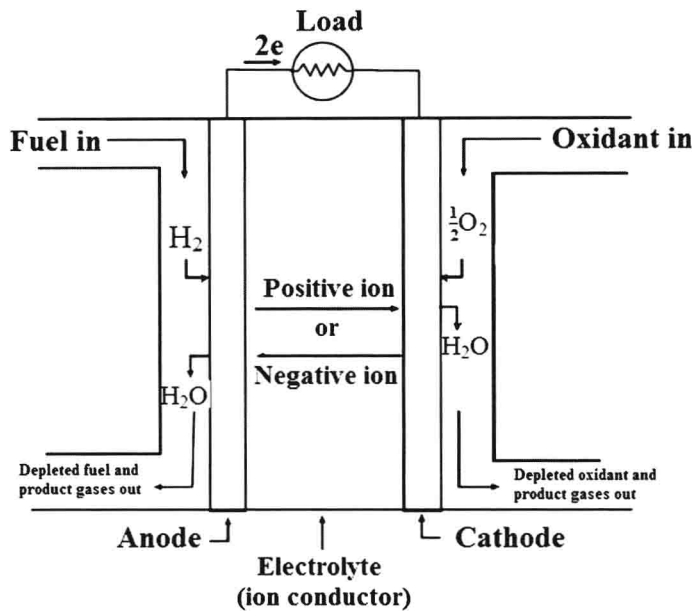 Load
2e
Fuel in
Oxidant in
H₂
½O₂
Positive ion
or
Negative ion
H₂O
H₂O
Depleted fuel and
product gases out
Depleted oxidant and
product gases out
Anode
Cathode
Electrolyte
(ion conductor)